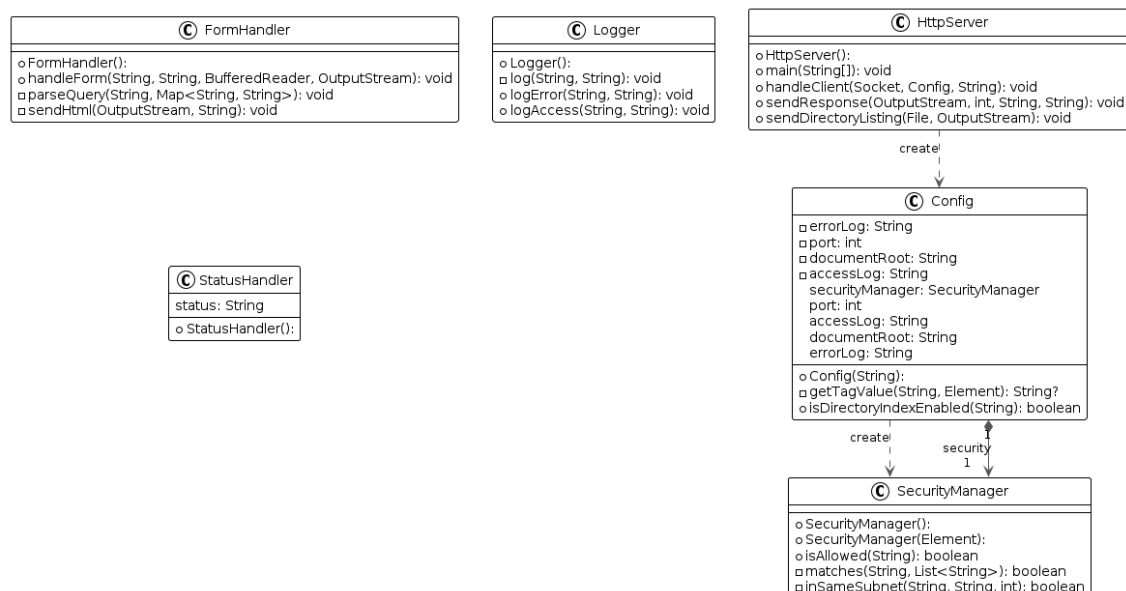 C FormHandler
FormHandler():
handleForm(String, String, BufferedReader, OutputStream): void
parseQuery(String, Map<String, String>): void
sendHtml(OutputStream, String): void
C Logger
Logger():
log(String, String): void
logError(String, String): void
logAccess(String, String): void
C HttpServer
HttpServer():
main(String[]): void
handleClient(Socket, Config, String): void
sendResponse(OutputStream, int, String, String): void
sendDirectoryListing(File, OutputStream): void
create
C StatusHandler
status: String
StatusHandler():
C Config
errorLog: String
port: int
documentRoot: String
accessLog: String
securityManager: SecurityManager
port: int
accessLog: String
documentRoot: String
errorLog: String
Config(String):
getTagValue(String, Element): String?
isDirectoryIndexEnabled(String): boolean
create
1
security
1
C SecurityManager
SecurityManager():
SecurityManager(Element):
isAllowed(String): boolean
matches(String, List<String>): boolean
inSameSubnet(String, String, int): boolean